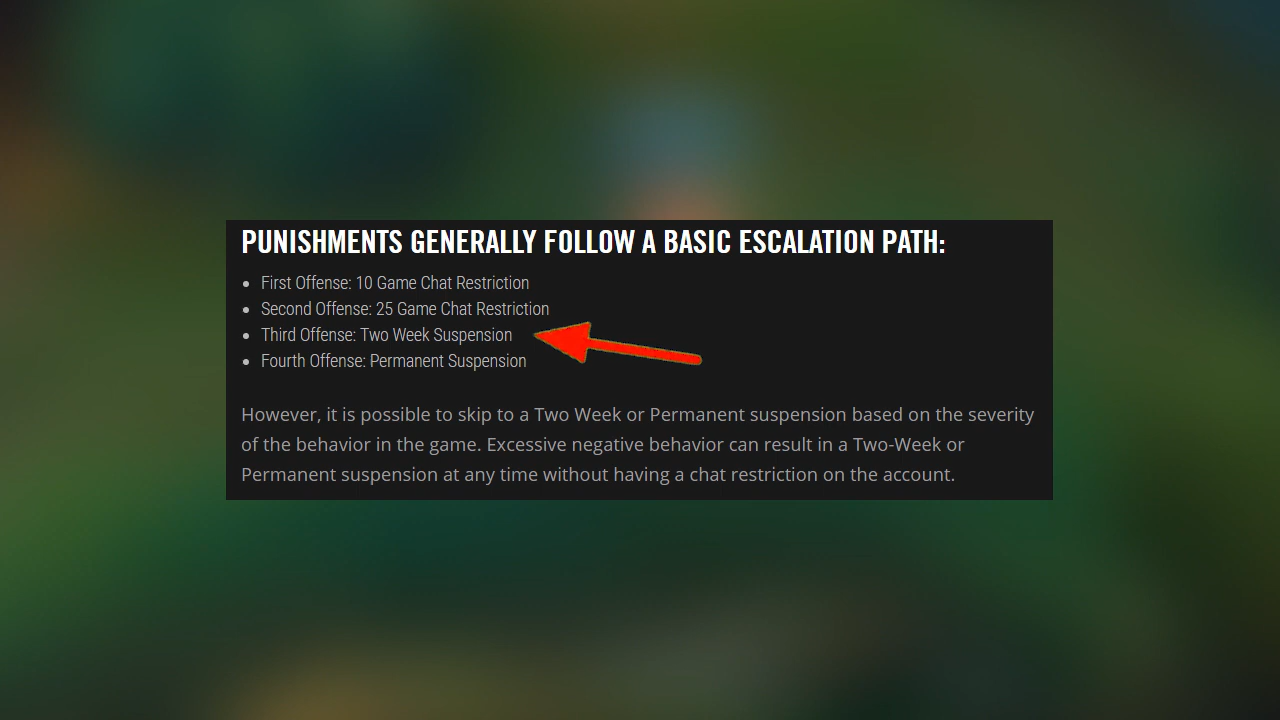 PUNISHMENTS GENERALLY FOLLOW A BASIC ESCALATION PATH:
First Offense: 10 Game Chat Restriction
Second Offense: 25 Game Chat Restriction
Third Offense: Two Week Suspension
Fourth Offense: Permanent Suspension
However, it is possible to skip to a Two Week or Permanent suspension based on the severity
of the behavior in the game. Excessive negative behavior can result in a Two-Week or
Permanent suspension at any time without having a chat restriction on the account.